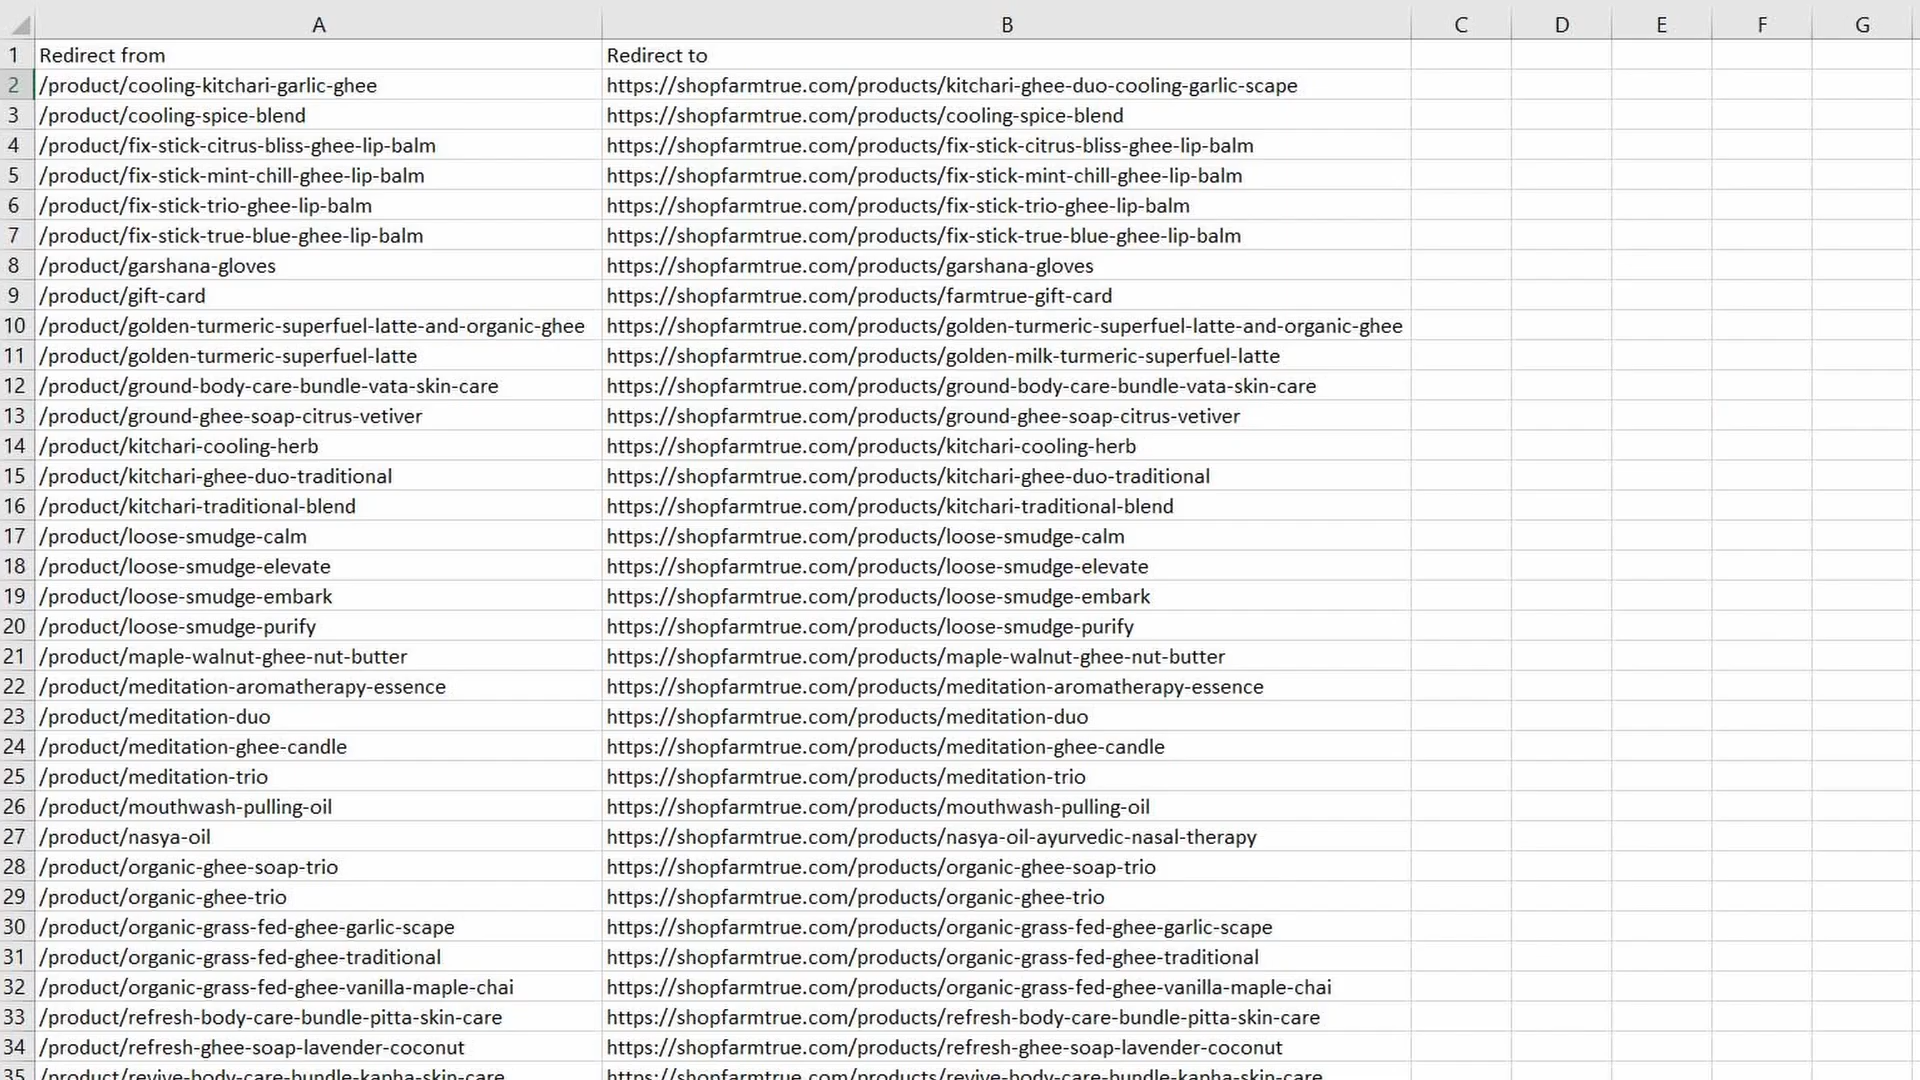 A B C D E F G
1 Redirect from Redirect to
2 /product/cooling-kitchari-garlic-ghee https://shopfarmtrue.com/products/kitchari-ghee-duo-cooling-garlic-scape
3 /product/cooling-spice-blend https://shopfarmtrue.com/products/cooling-spice-blend
4 /product/fix-stick-citrus-bliss-ghee-lip-balm https://shopfarmtrue.com/products/fix-stick-citrus-bliss-ghee-lip-balm
5 /product/fix-stick-mint-chill-ghee-lip-balm https://shopfarmtrue.com/products/fix-stick-mint-chill-ghee-lip-balm
6 /product/fix-stick-trio-ghee-lip-balm https://shopfarmtrue.com/products/fix-stick-trio-ghee-lip-balm
7 /product/fix-stick-true-blue-ghee-lip-balm https://shopfarmtrue.com/products/fix-stick-true-blue-ghee-lip-balm
8 /product/garshana-gloves https://shopfarmtrue.com/products/garshana-gloves
9 /product/gift-card https://shopfarmtrue.com/products/farmtrue-gift-card
10 /product/golden-turmeric-superfuel-latte-and-organic-ghee https://shopfarmtrue.com/products/golden-turmeric-superfuel-latte-and-organic-ghee
11 /product/golden-turmeric-superfuel-latte https://shopfarmtrue.com/products/golden-milk-turmeric-superfuel-latte
12 /product/ground-body-care-bundle-vata-skin-care https://shopfarmtrue.com/products/ground-body-care-bundle-vata-skin-care
13 /product/ground-ghee-soap-citrus-vetiver https://shopfarmtrue.com/products/ground-ghee-soap-citrus-vetiver
14 /product/kitchari-cooling-herb https://shopfarmtrue.com/products/kitchari-cooling-herb
15 /product/kitchari-ghee-duo-traditional https://shopfarmtrue.com/products/kitchari-ghee-duo-traditional
16 /product/kitchari-traditional-blend https://shopfarmtrue.com/products/kitchari-traditional-blend
17 /product/loose-smudge-calm https://shopfarmtrue.com/products/loose-smudge-calm
18 /product/loose-smudge-elevate https://shopfarmtrue.com/products/loose-smudge-elevate
19 /product/loose-smudge-embark https://shopfarmtrue.com/products/loose-smudge-embark
20 /product/loose-smudge-purify https://shopfarmtrue.com/products/loose-smudge-purify
21 /product/maple-walnut-ghee-nut-butter https://shopfarmtrue.com/products/maple-walnut-ghee-nut-butter
22 /product/meditation-aromatherapy-essence https://shopfarmtrue.com/products/meditation-aromatherapy-essence
23 /product/meditation-duo https://shopfarmtrue.com/products/meditation-duo
24 /product/meditation-ghee-candle https://shopfarmtrue.com/products/meditation-ghee-candle
25 /product/meditation-trio https://shopfarmtrue.com/products/meditation-trio
26 /product/mouthwash-pulling-oil https://shopfarmtrue.com/products/mouthwash-pulling-oil
27 /product/nasya-oil https://shopfarmtrue.com/products/nasya-oil-ayurvedic-nasal-therapy
28 /product/organic-ghee-soap-trio https://shopfarmtrue.com/products/organic-ghee-soap-trio
29 /product/organic-ghee-trio https://shopfarmtrue.com/products/organic-ghee-trio
30 /product/organic-grass-fed-ghee-garlic-scape https://shopfarmtrue.com/products/organic-grass-fed-ghee-garlic-scape
31 /product/organic-grass-fed-ghee-traditional https://shopfarmtrue.com/products/organic-grass-fed-ghee-traditional
32 /product/organic-grass-fed-ghee-vanilla-maple-chai https://shopfarmtrue.com/products/organic-grass-fed-ghee-vanilla-maple-chai
33 /product/refresh-body-care-bundle-pitta-skin-care https://shopfarmtrue.com/products/refresh-body-care-bundle-pitta-skin-care
34 /product/refresh-ghee-soap-lavender-coconut https://shopfarmtrue.com/products/refresh-ghee-soap-lavender-coconut
35 /product/revive-body-care-bundle-kapha-skin-care https://shopfarmtrue.com/products/revive-body-care-bundle-kapha-skin-care